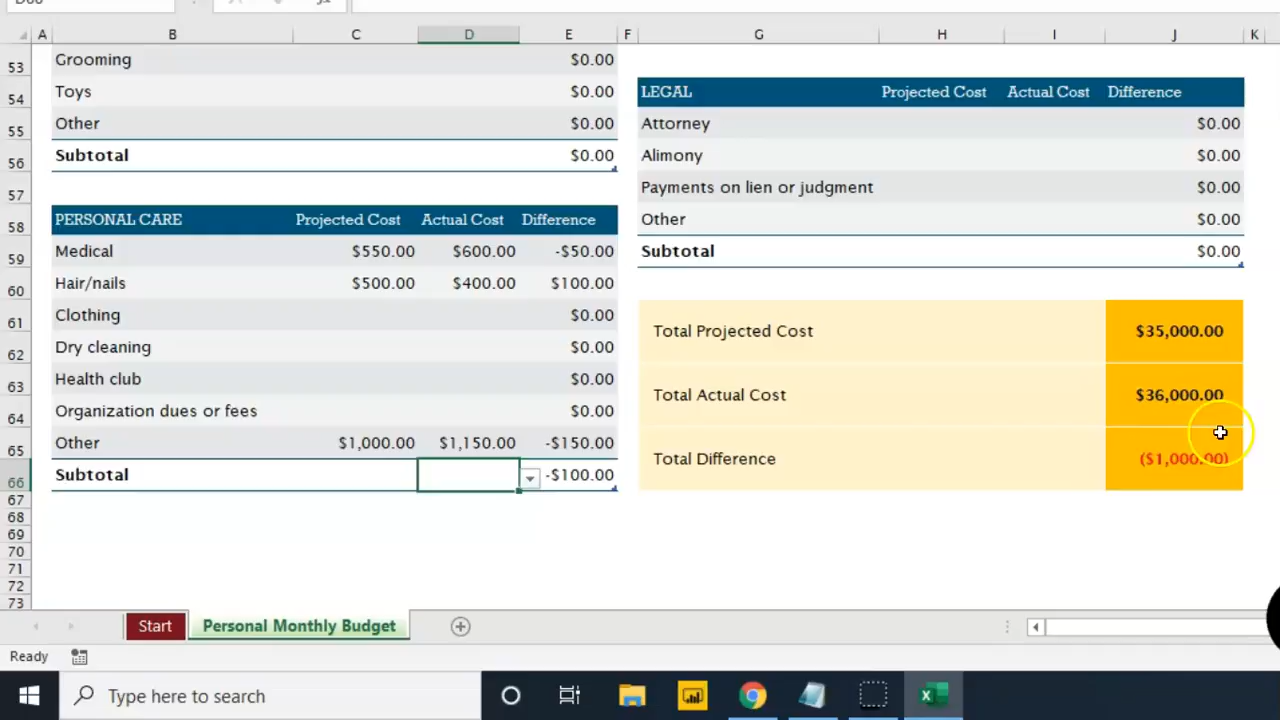 A B C D E F G H I J K
53 Grooming $0.00
54 Toys $0.00 LEGAL Projected Cost Actual Cost Difference
55 Other $0.00 Attorney $0.00
56 Subtotal $0.00 Alimony $0.00
57 Payments on lien or judgment $0.00
58 PERSONAL CARE Projected Cost Actual Cost Difference Other $0.00
59 Medical $550.00 $600.00 -$50.00 Subtotal $0.00
60 Hair/nails $500.00 $400.00 $100.00
61 Clothing $0.00 Total Projected Cost $35,000.00
62 Dry cleaning $0.00
63 Health club $0.00 Total Actual Cost $36,000.00
64 Organization dues or fees $0.00
65 Other $1,000.00 $1,150.00 -$150.00 Total Difference ($1,000.00)
66 Subtotal -$100.00
67
68
69
70
71
72
73
Start Personal Monthly Budget
Ready
Type here to search